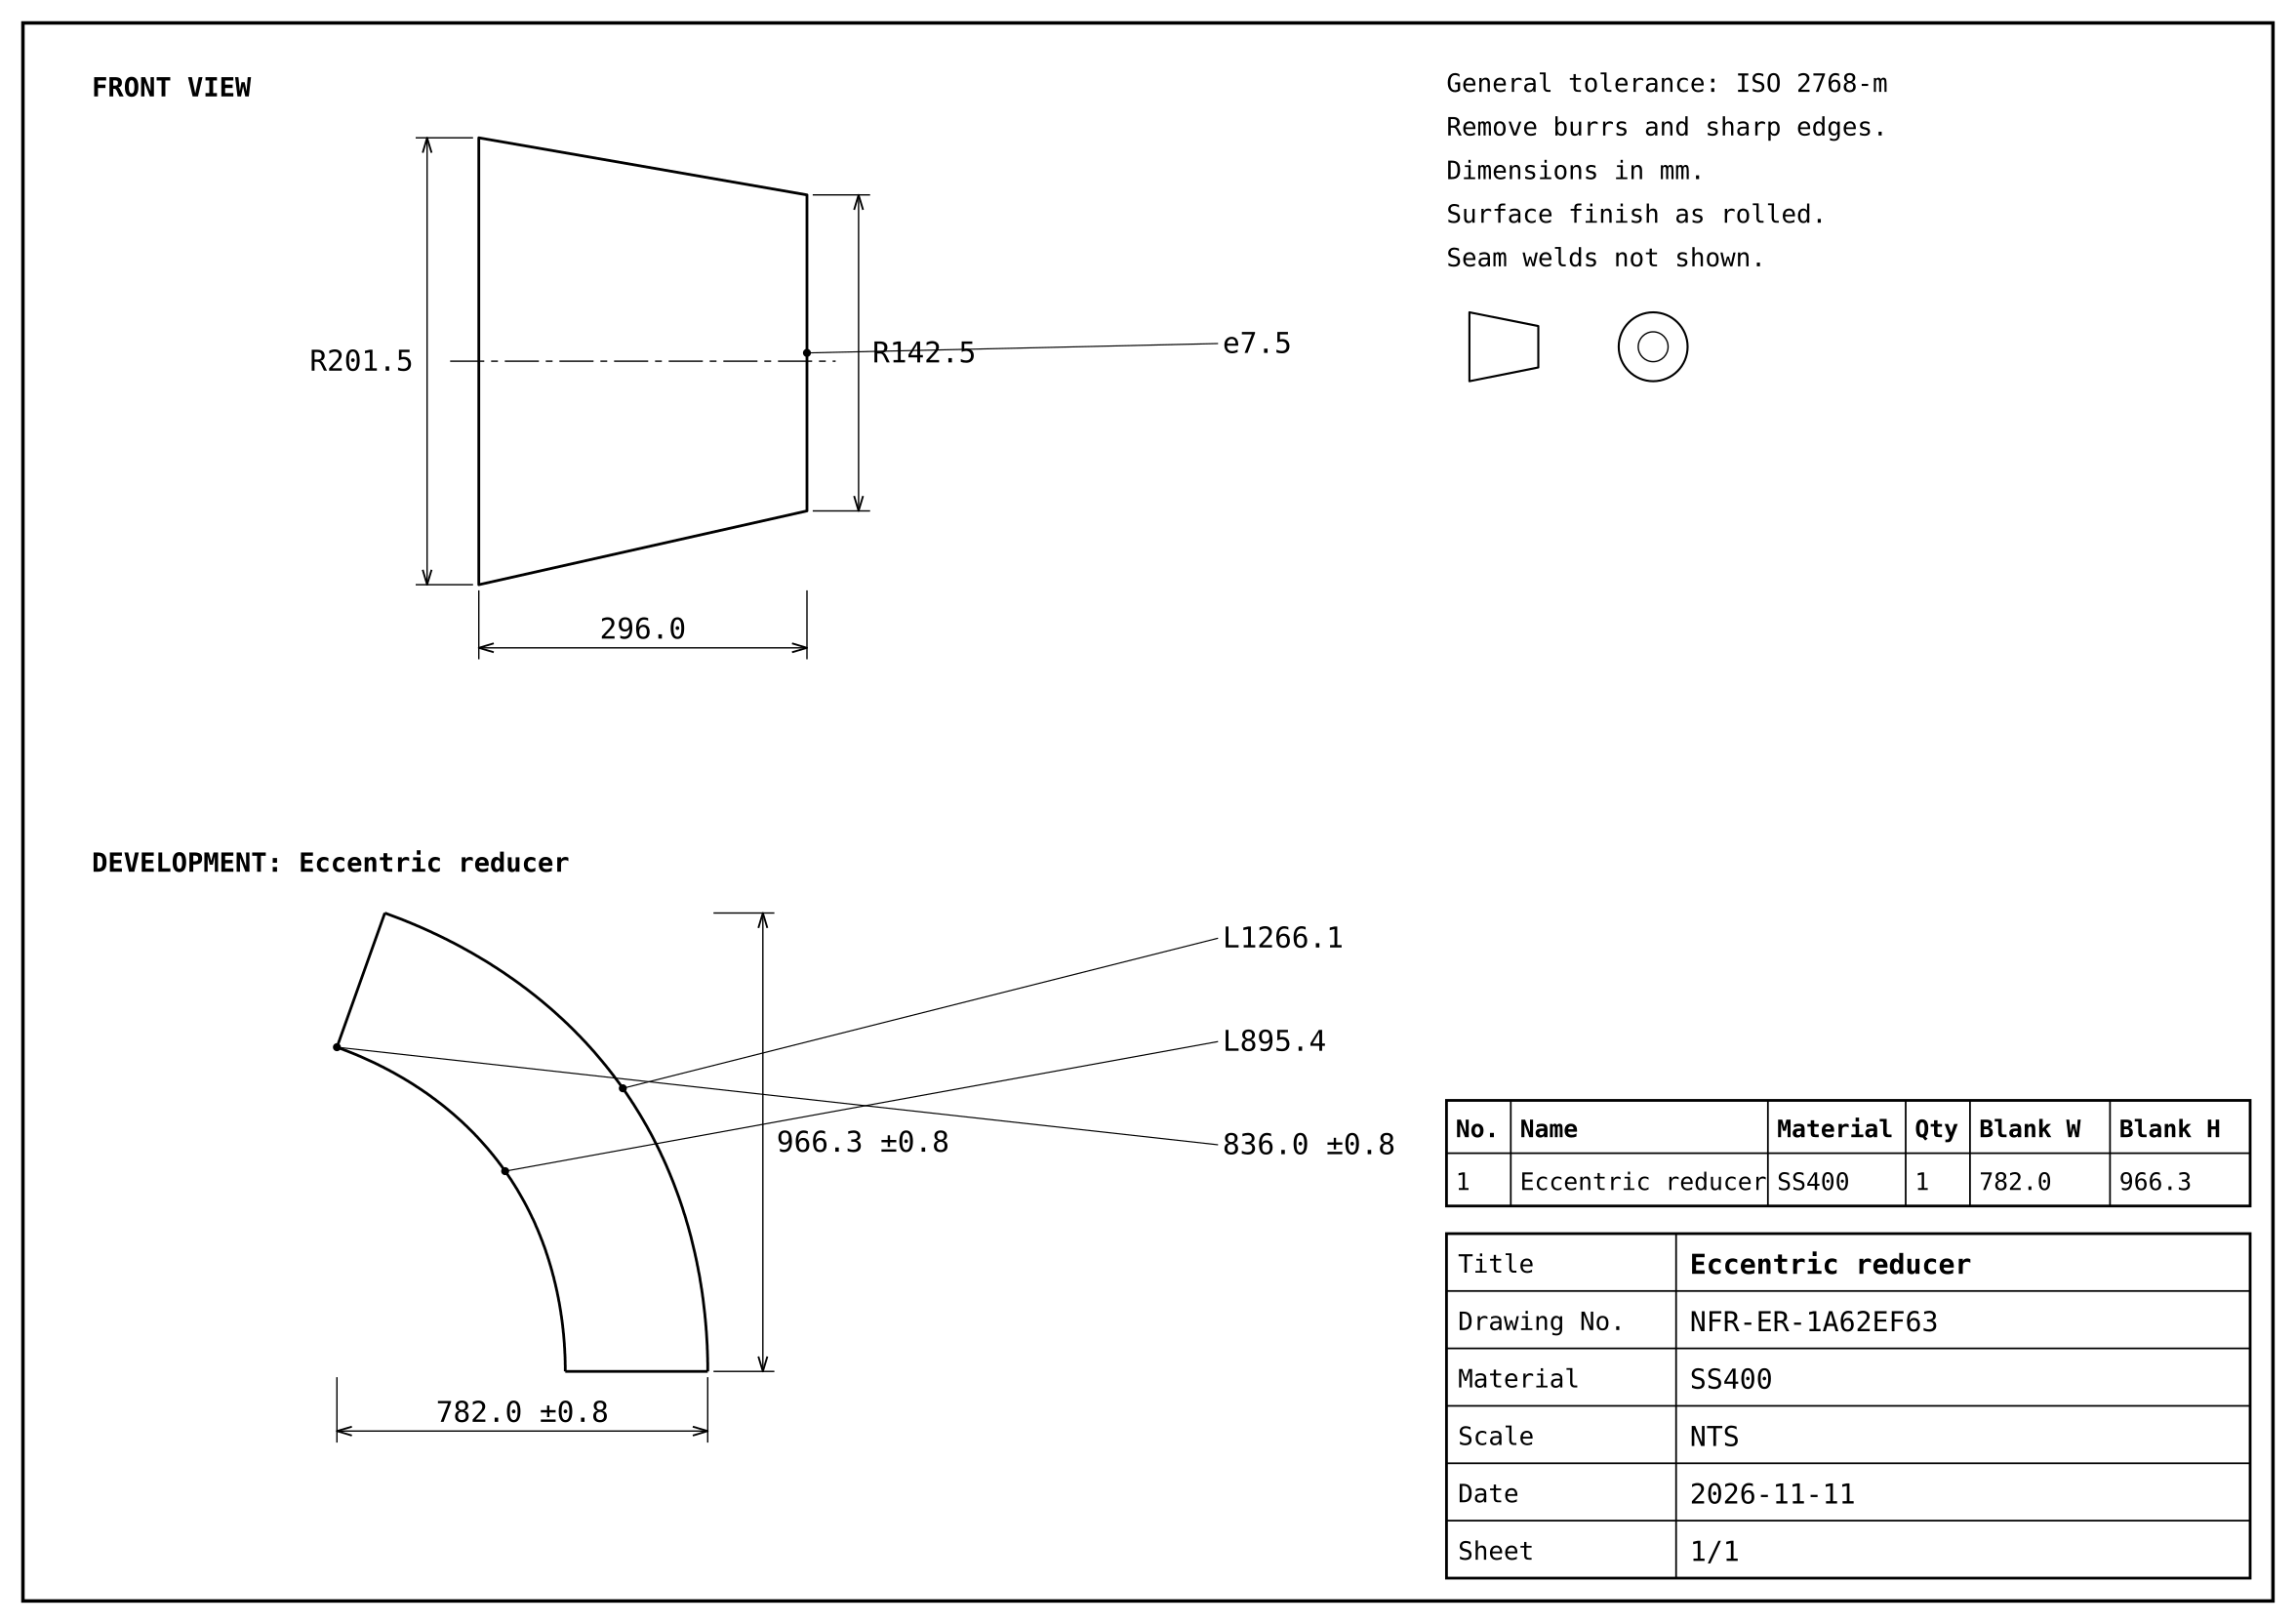 FRONT VIEW
R201.5
R142.5
e7.5
296.0
General tolerance: ISO 2768-m
Remove burrs and sharp edges.
Dimensions in mm.
Surface finish as rolled.
Seam welds not shown.
DEVELOPMENT: Eccentric reducer
L1266.1
L895.4
966.3 ±0.8
836.0 ±0.8
782.0 ±0.8
No. Name Material Qty Blank W Blank H
1 Eccentric reducer SS400 1 782.0 966.3
Title Eccentric reducer
Drawing No. NFR-ER-1A62EF63
Material SS400
Scale NTS
Date 2026-11-11
Sheet 1/1